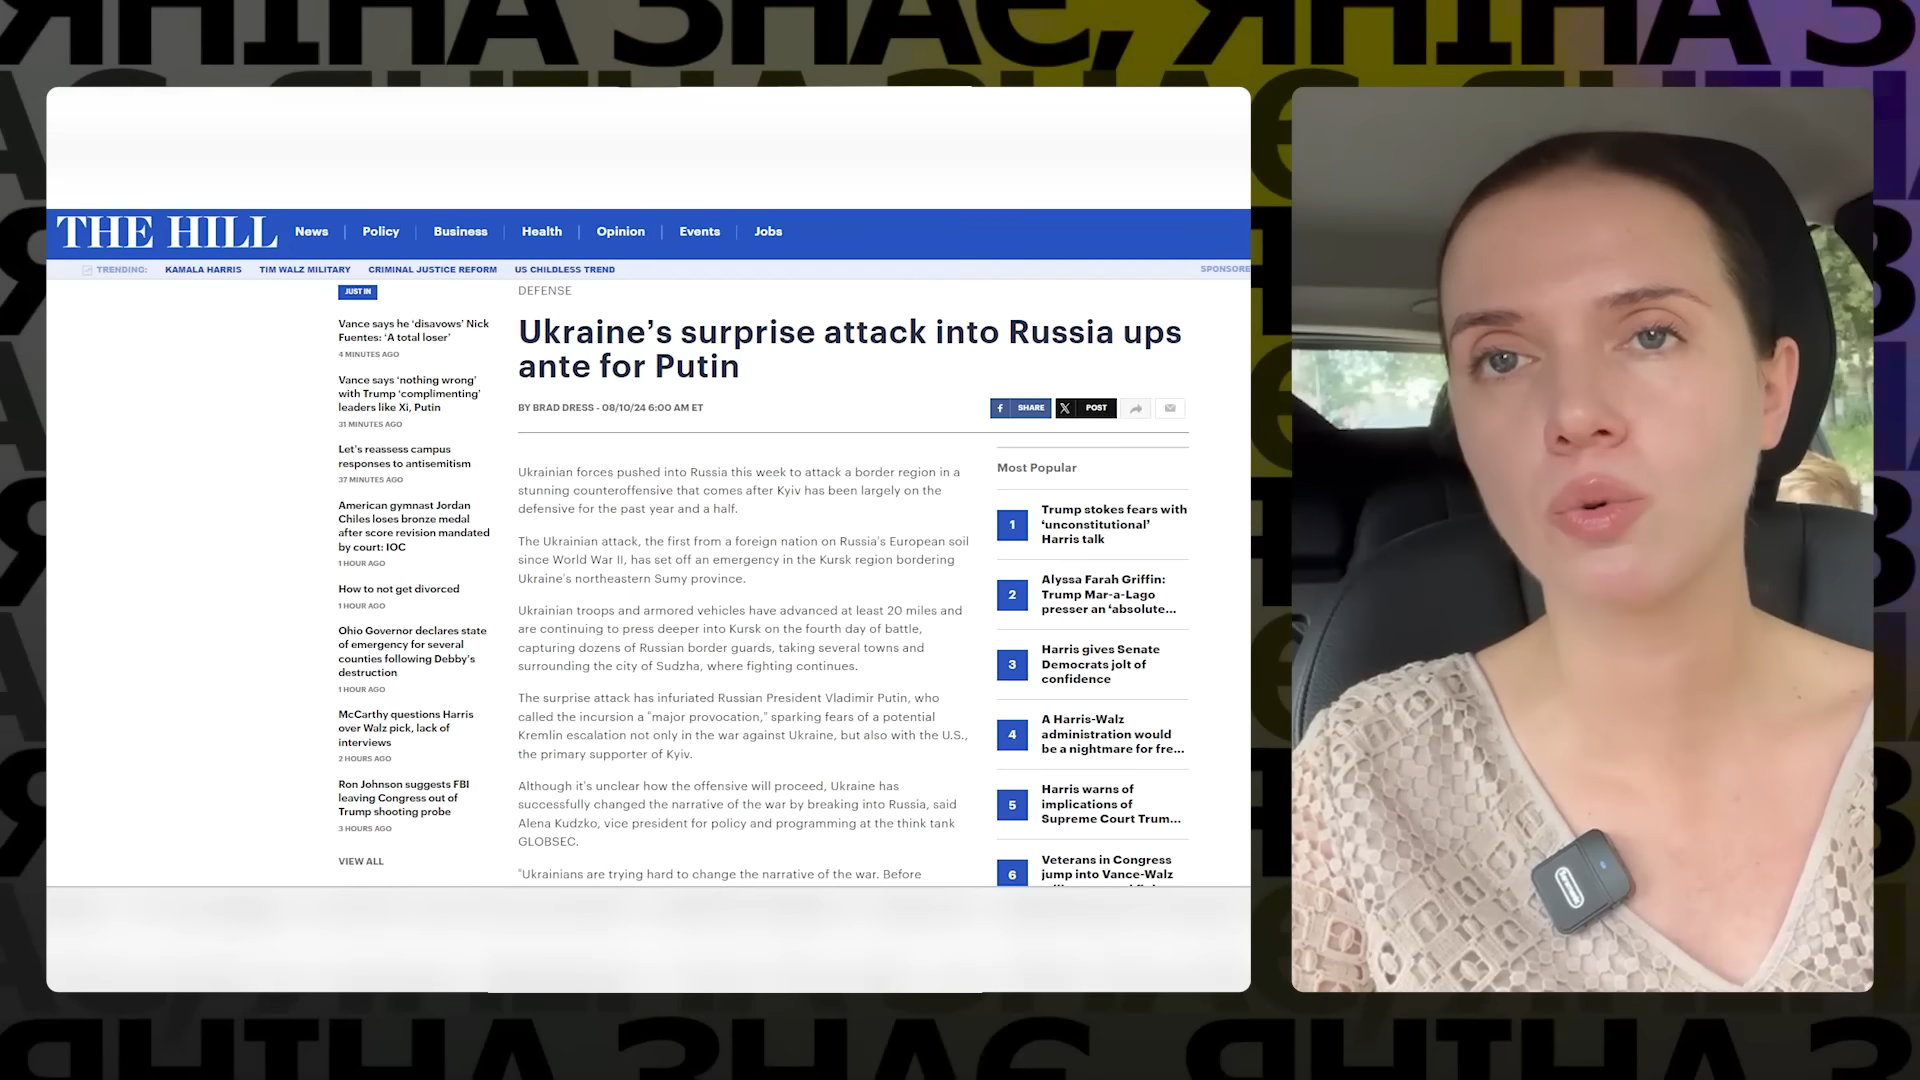 ЯНІНА ЗНАЄ, ЯНІНА З
THE HILL
News
Policy
Business
Health
Opinion
Events
Jobs
TRENDING:
KAMALA HARRIS
TIM WALZ MILITARY
CRIMINAL JUSTICE REFORM
US CHILDLESS TREND
SPONSORE
JUST IN
Vance says he ‘disavows’ Nick
Fuentes: ‘A total loser’
4 MINUTES AGO
Vance says ‘nothing wrong’
with Trump ‘complimenting’
leaders like Xi, Putin
31 MINUTES AGO
Let’s reassess campus
responses to antisemitism
37 MINUTES AGO
American gymnast Jordan
Chiles loses bronze medal
after score revision mandated
by court: IOC
1 HOUR AGO
How to not get divorced
1 HOUR AGO
Ohio Governor declares state
of emergency for several
counties following Debby’s
destruction
1 HOUR AGO
McCarthy questions Harris
over Walz pick, lack of
interviews
2 HOURS AGO
Ron Johnson suggests FBI
leaving Congress out of
Trump shooting probe
3 HOURS AGO
VIEW ALL
DEFENSE
Ukraine’s surprise attack into Russia ups
ante for Putin
BY BRAD DRESS - 08/10/24 6:00 AM ET
SHARE
POST
Ukrainian forces pushed into Russia this week to attack a border region in a
stunning counteroffensive that comes after Kyiv has been largely on the
defensive for the past year and a half.
The Ukrainian attack, the first from a foreign nation on Russia’s European soil
since World War II, has set off an emergency in the Kursk region bordering
Ukraine’s northeastern Sumy province.
Ukrainian troops and armored vehicles have advanced at least 20 miles and
are continuing to press deeper into Kursk on the fourth day of battle,
capturing dozens of Russian border guards, taking several towns and
surrounding the city of Sudzha, where fighting continues.
The surprise attack has infuriated Russian President Vladimir Putin, who
called the incursion a “major provocation,” sparking fears of a potential
Kremlin escalation not only in the war against Ukraine, but also with the U.S.,
the primary supporter of Kyiv.
Although it’s unclear how the offensive will proceed, Ukraine has
successfully changed the narrative of the war by breaking into Russia, said
Alena Kudzko, vice president for policy and programming at the think tank
GLOBSEC.
“Ukrainians are trying hard to change the narrative of the war. Before
Most Popular
1
Trump stokes fears with
‘unconstitutional’
Harris talk
2
Alyssa Farah Griffin:
Trump Mar-a-Lago
presser an ‘absolute...
3
Harris gives Senate
Democrats jolt of
confidence
4
A Harris-Walz
administration would
be a nightmare for fre...
5
Harris warns of
implications of
Supreme Court Trum...
6
Veterans in Congress
jump into Vance-Walz
ЯНІНА ЗНАЄ, ЯНІНА З